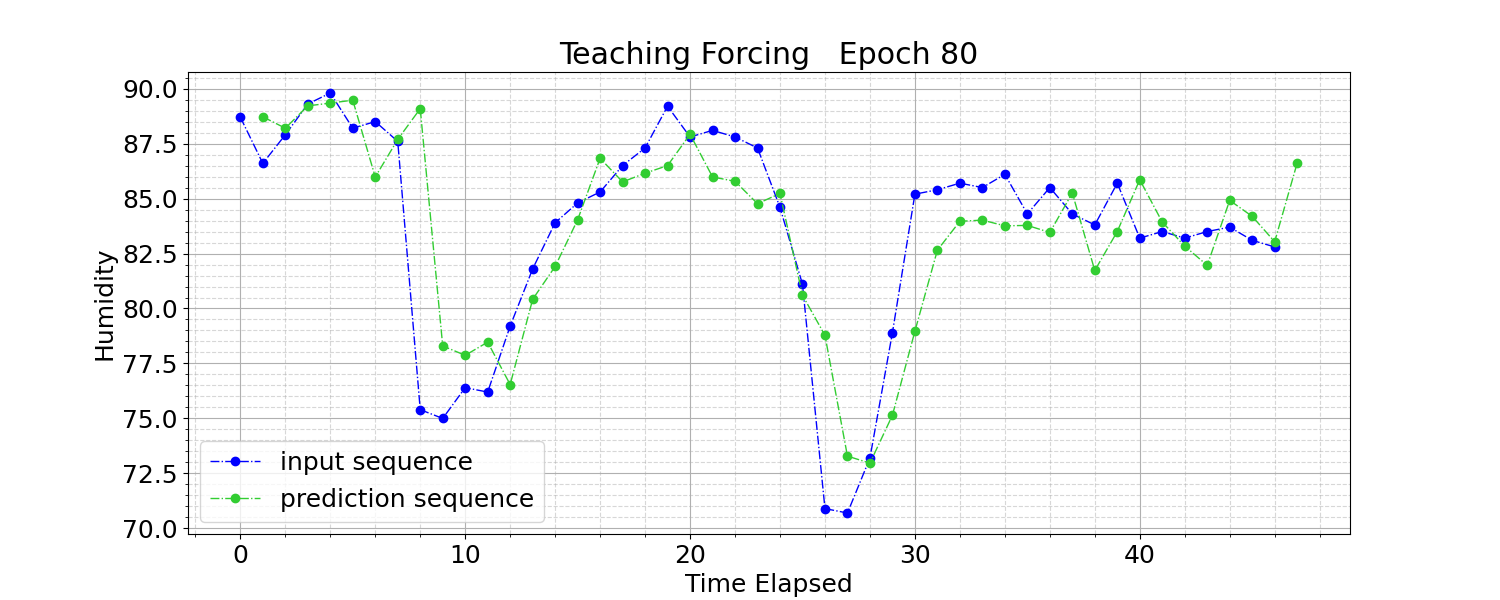 Teaching Forcing   Epoch 80
Humidity
90.0
87.5
85.0
82.5
80.0
77.5
75.0
72.5
70.0
input sequence
prediction sequence
0 10 20 30 40
Time Elapsed